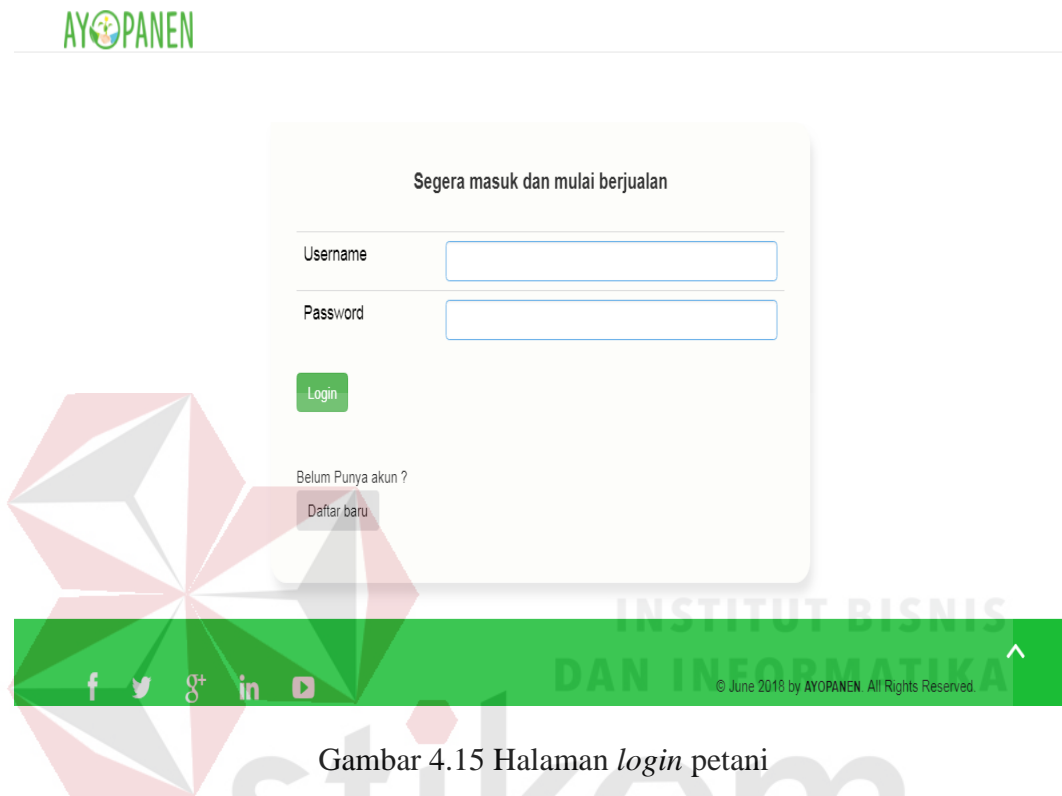 AYOPANEN
Segera masuk dan mulai berjualan
Username
Password
Login
Belum Punya akun ?
Daftar baru
INSTITUT BISNIS
DAN INFORMATIKA
f g+ in
© June 2018 by AYOPANEN. All Rights Reserved.
Gambar 4.15 Halaman login petani
stikom